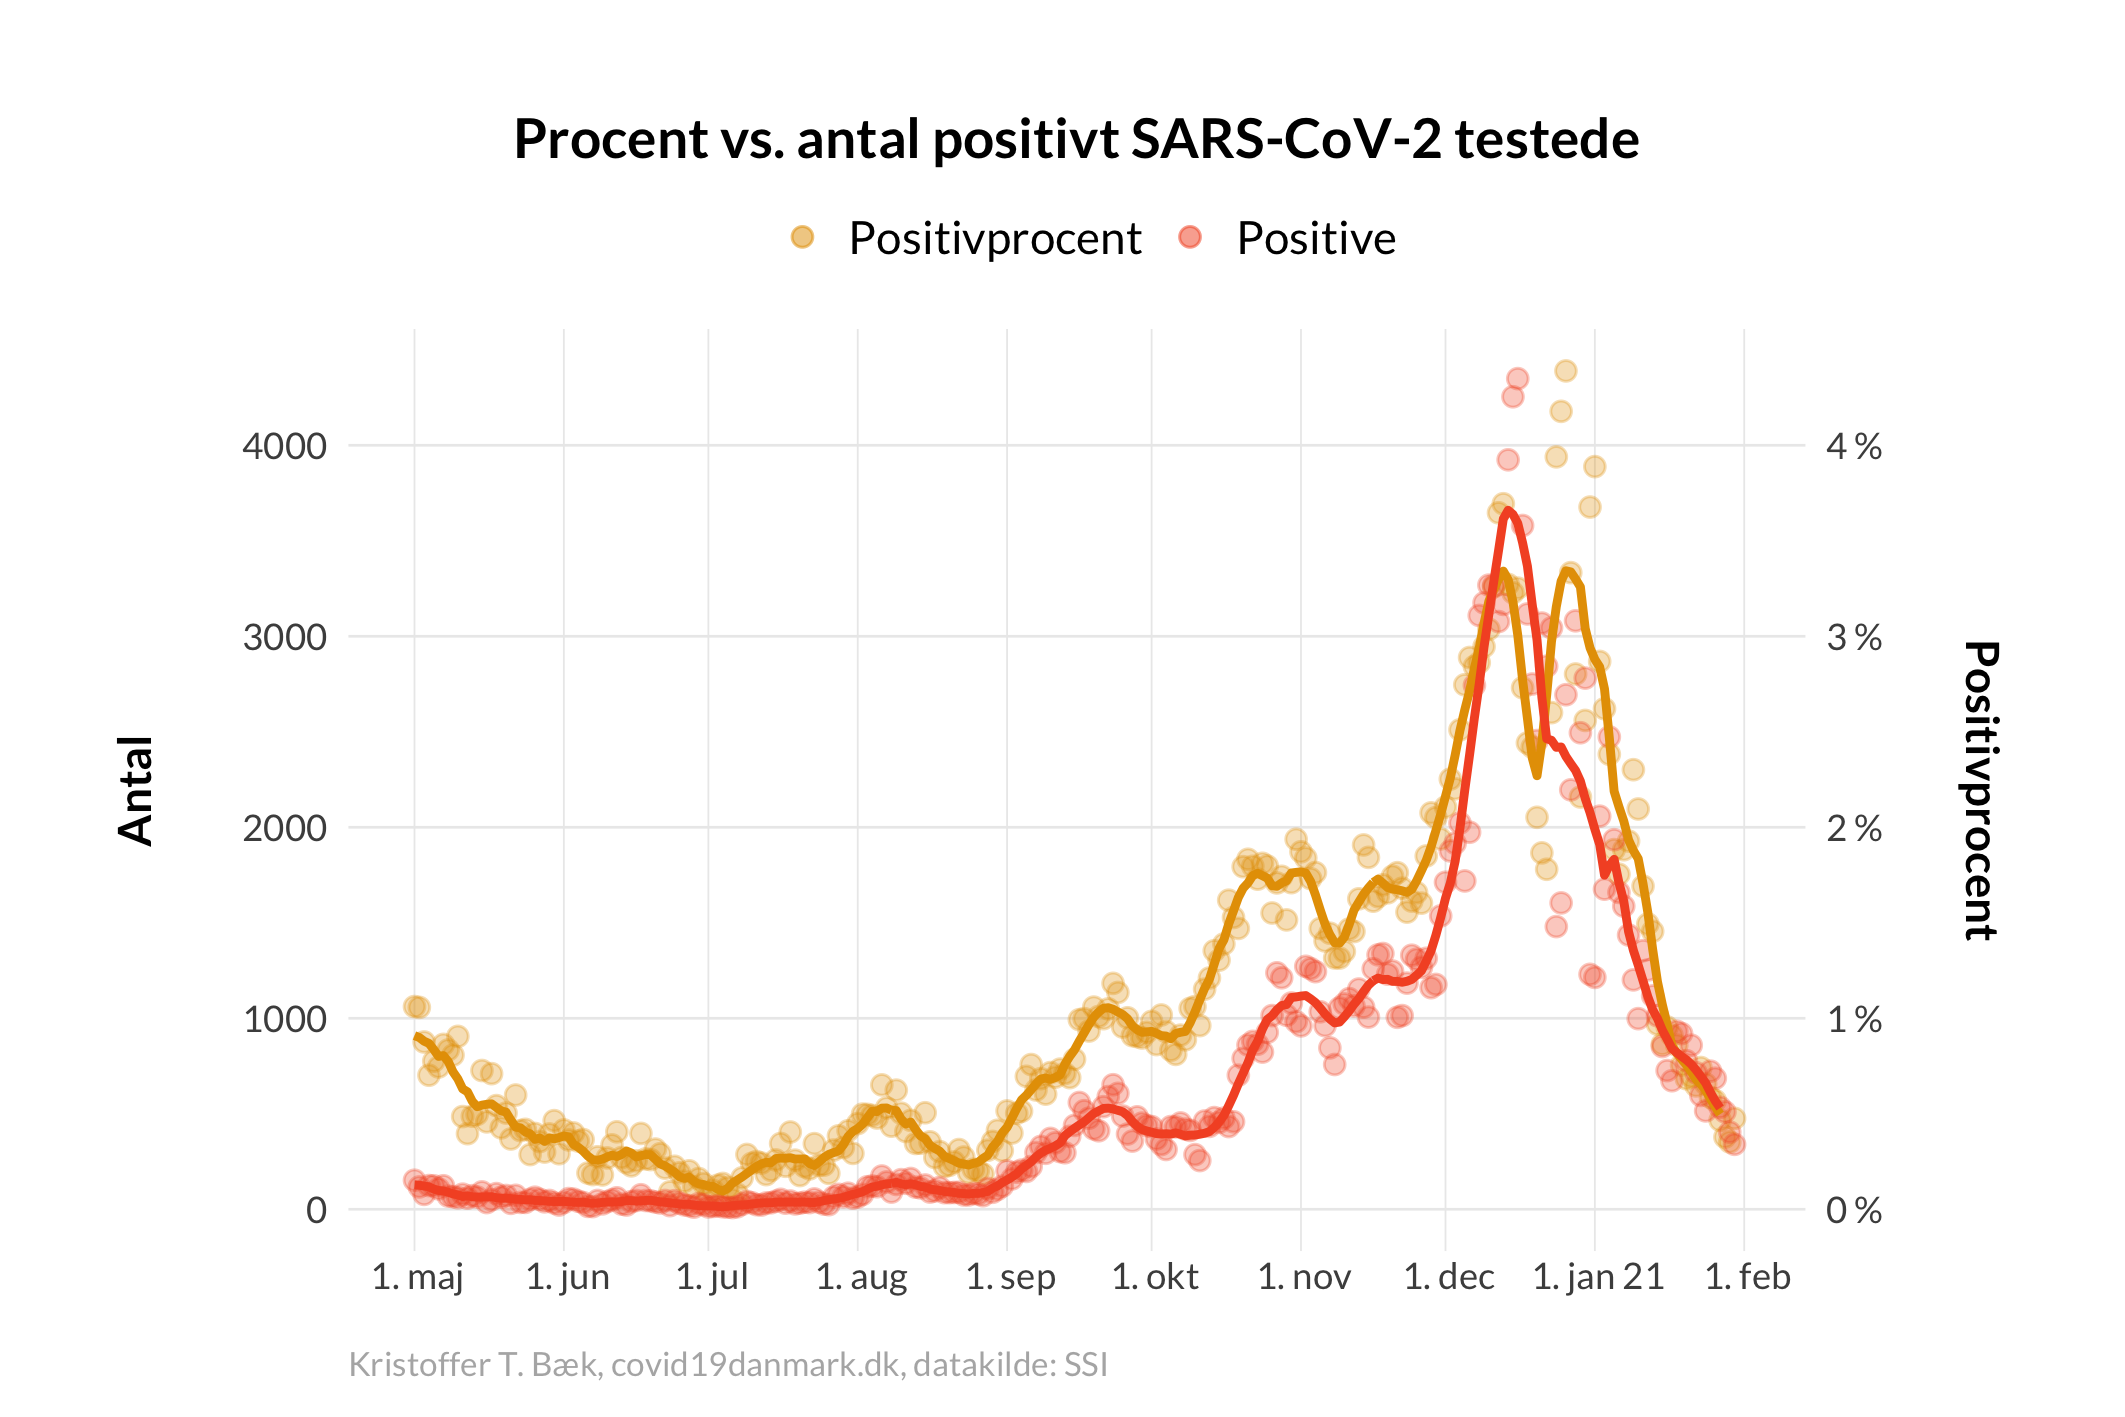 Procent vs. antal positivt SARS-CoV-2 testede
Positivprocent Positive
4000 4 %
3000 3 %
2000 2 %
1000 1 %
0 0 %
Antal
Positivprocent
1. maj 1. jun 1. jul 1. aug 1. sep 1. okt 1. nov 1. dec 1. jan 21 1. feb
Kristoffer T. Bæk, covid19danmark.dk, datakilde: SSI